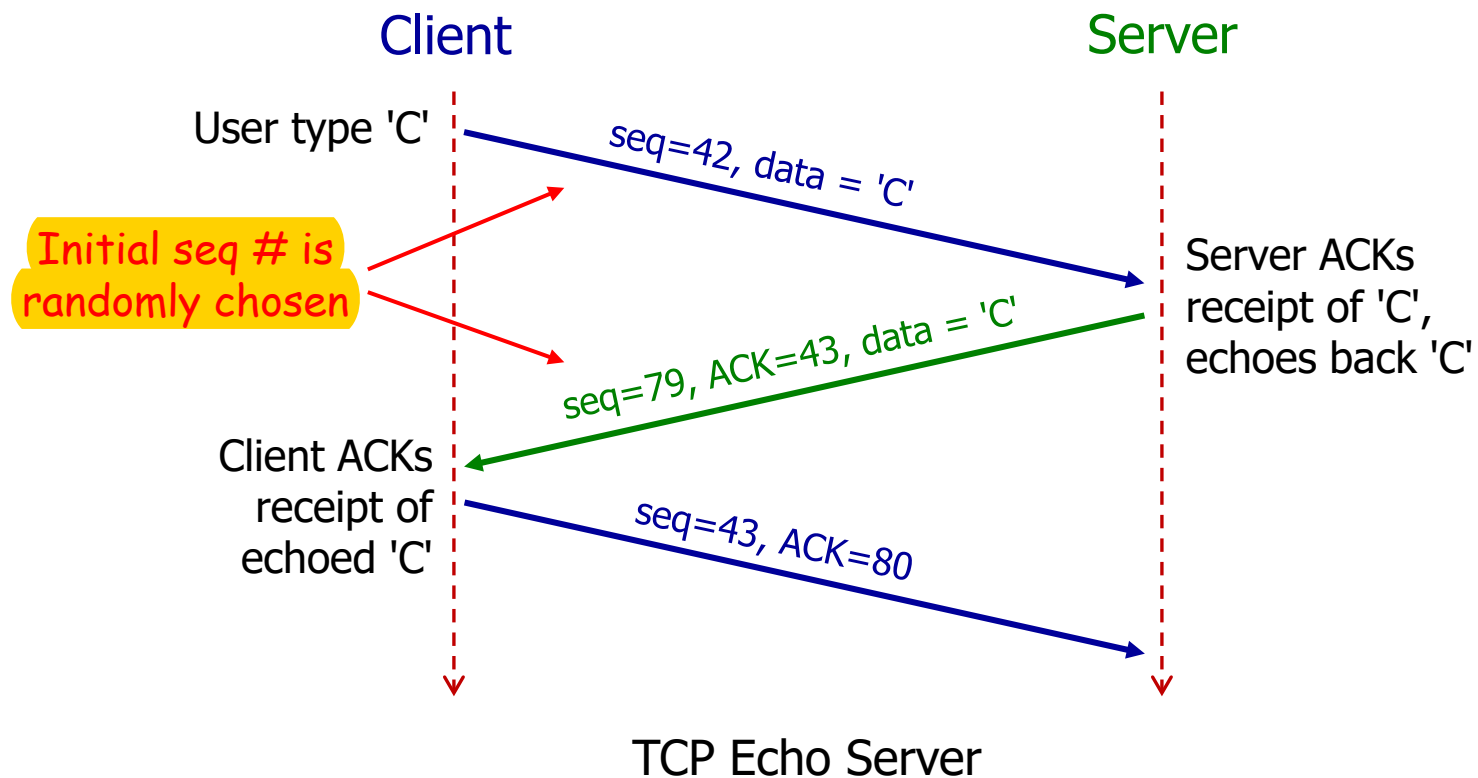 Client
Server
User type 'C'
seq=42, data = 'C'
Initial seq # is
randomly chosen
Server ACKs
receipt of 'C',
echoes back 'C'
seq=79, ACK=43, data = 'C'
Client ACKs
receipt of
echoed 'C'
seq=43, ACK=80
TCP Echo Server